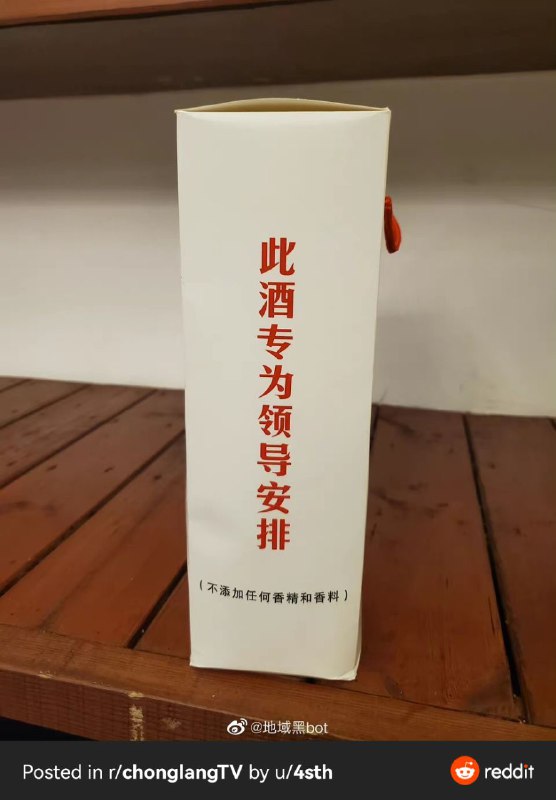 此酒专为领导安排
(不添加任何香精和香料)
@地域黑bot
Posted in r/chonglangTV by u/4sth
reddit